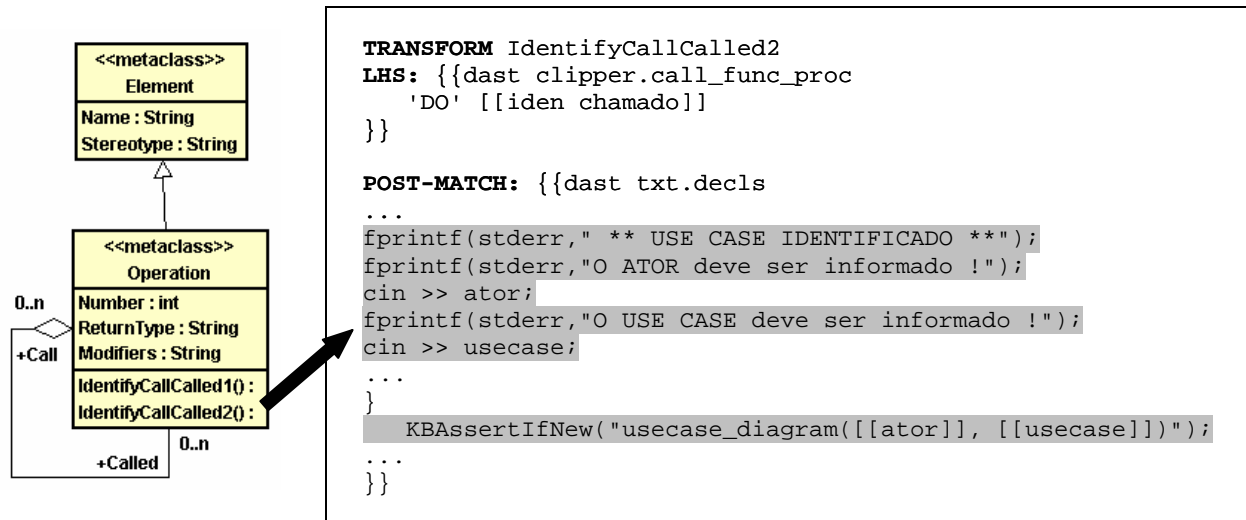 <<metaclass>>
Element
Name : String
Stereotype : String
<<metaclass>>
Operation
Number : int
ReturnType : String
Modifiers : String
IdentifyCallCalled1() :
IdentifyCallCalled2() :
0..n
+Call
0..n
+Called
TRANSFORM IdentifyCallCalled2
LHS: {{dast clipper.call_func_proc
'DO' [[iden chamado]]
}}
POST-MATCH: {{dast txt.decls
...
fprintf(stderr," ** USE CASE IDENTIFICADO **");
fprintf(stderr,"O ATOR deve ser informado !");
cin >> ator;
fprintf(stderr,"O USE CASE deve ser informado !");
cin >> usecase;
...
}
KBAssertIfNew("usecase_diagram([[ator]], [[usecase]])");
...
}}